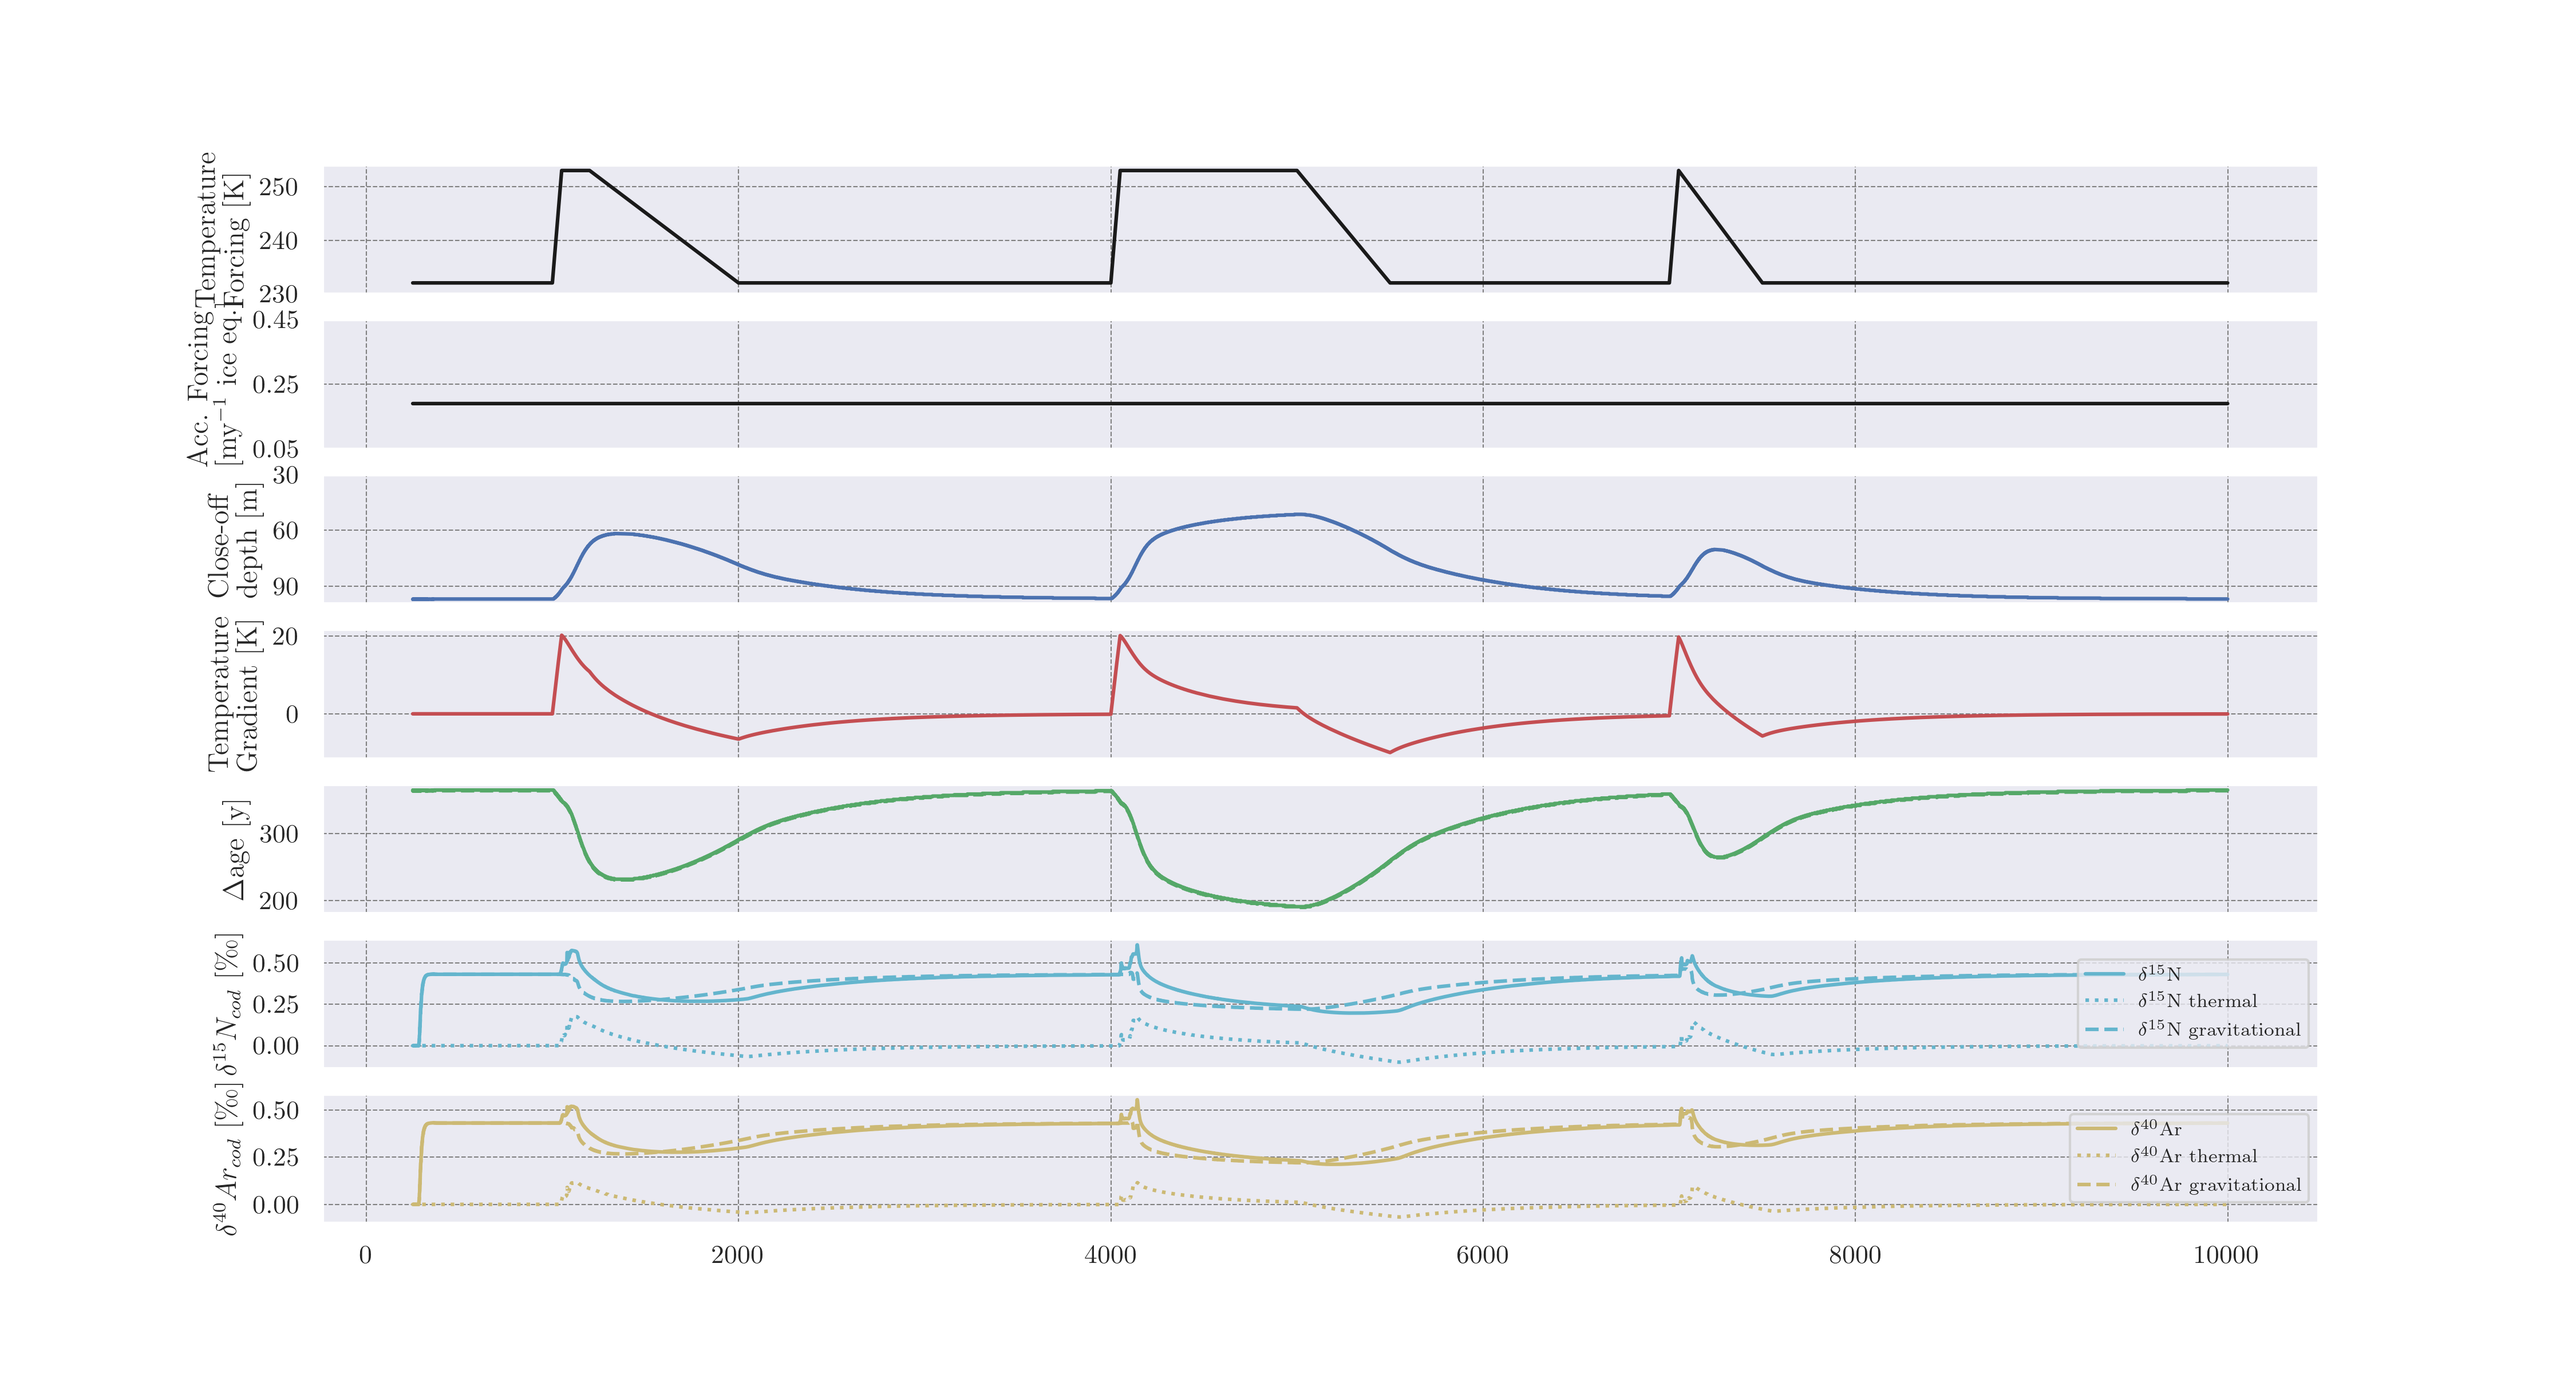 Temperature
Forcing [K]
250
240
230
Acc. Forcing
[my⁻¹ ice eq.]
0.45
0.25
0.05
Close-off
depth [m]
30
60
90
Temperature
Gradient [K]
20
0
Δage [y]
300
200
δ¹⁵N_cod [‰]
0.50
0.25
0.00
δ¹⁵N
δ¹⁵N thermal
δ¹⁵N gravitational
δ⁴⁰Ar_cod [‰]
0.50
0.25
0.00
δ⁴⁰Ar
δ⁴⁰Ar thermal
δ⁴⁰Ar gravitational
0 2000 4000 6000 8000 10000